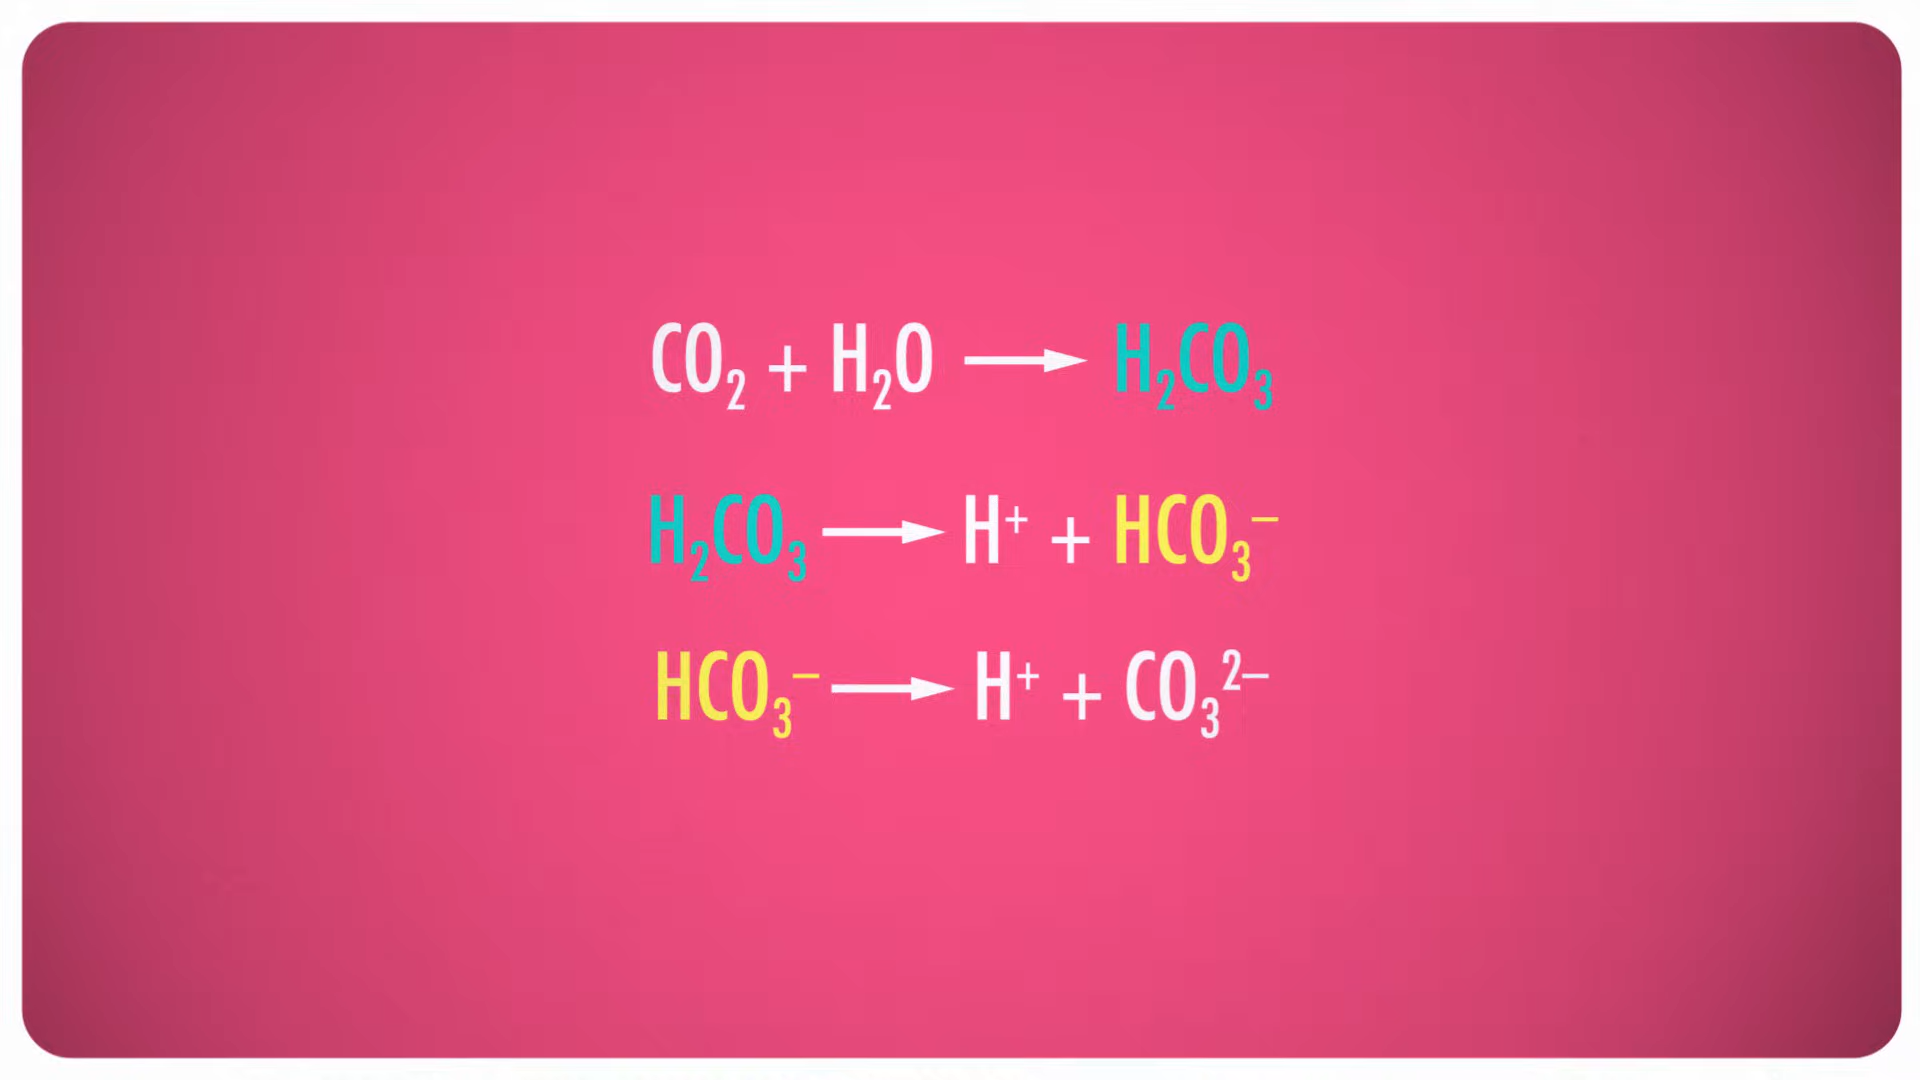 CO₂ + H₂O ⟶ H₂CO₃
H₂CO₃ ⟶ H⁺ + HCO₃⁻
HCO₃⁻ ⟶ H⁺ + CO₃²⁻